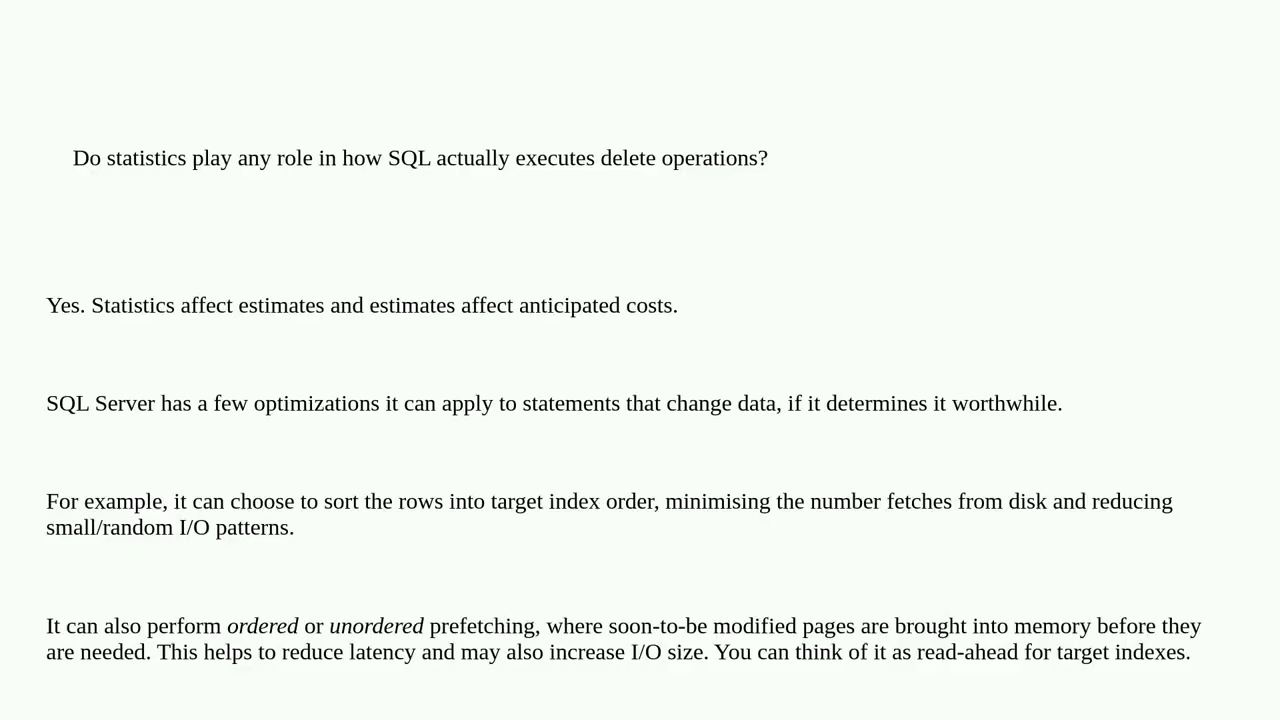 Do statistics play any role in how SQL actually executes delete operations?
Yes. Statistics affect estimates and estimates affect anticipated costs.
SQL Server has a few optimizations it can apply to statements that change data, if it determines it worthwhile.
For example, it can choose to sort the rows into target index order, minimising the number fetches from disk and reducing
small/random I/O patterns.
It can also perform ordered or unordered prefetching, where soon-to-be modified pages are brought into memory before they
are needed. This helps to reduce latency and may also increase I/O size. You can think of it as read-ahead for target indexes.